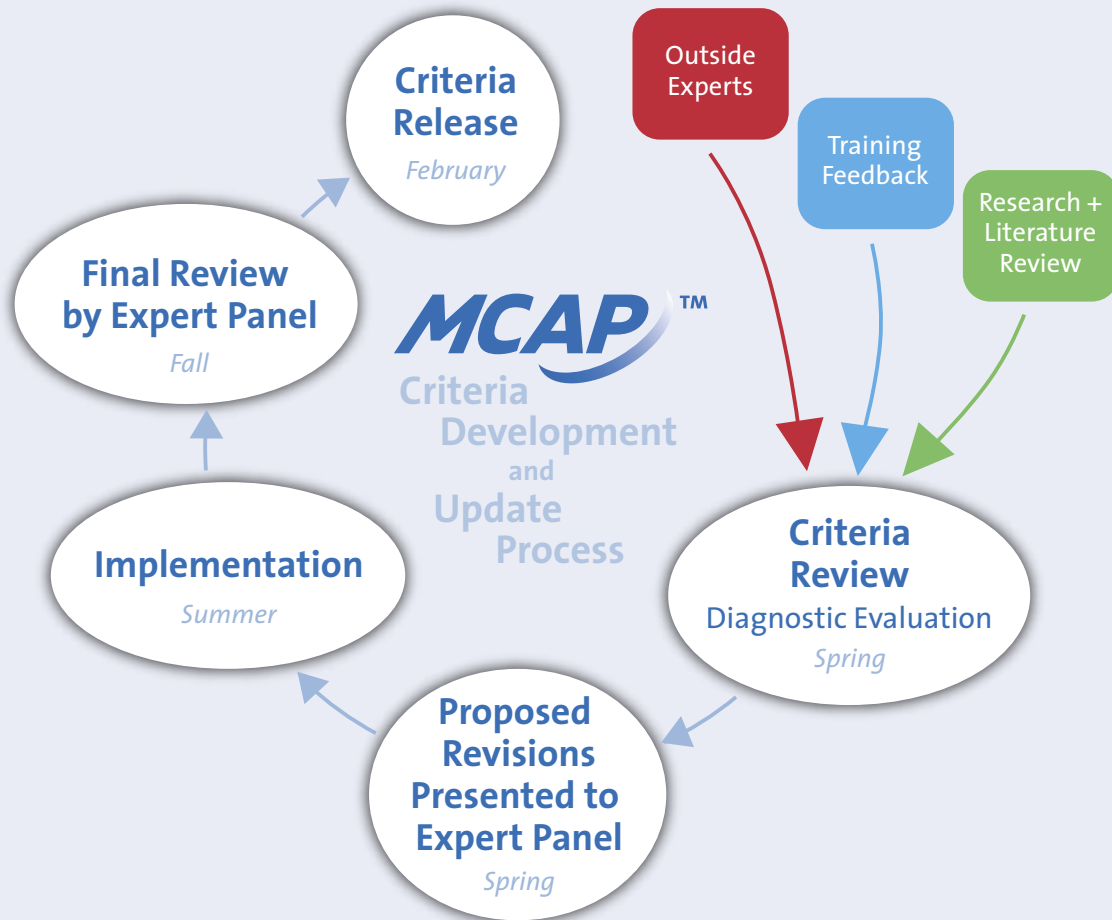 Criteria
Release
February
Outside
Experts
Training
Feedback
Research +
Literature
Review
Final Review
by Expert Panel
Fall
MCAP™
Criteria
Development
and
Update
Process
Implementation
Summer
Criteria
Review
Diagnostic Evaluation
Spring
Proposed
Revisions
Presented to
Expert Panel
Spring